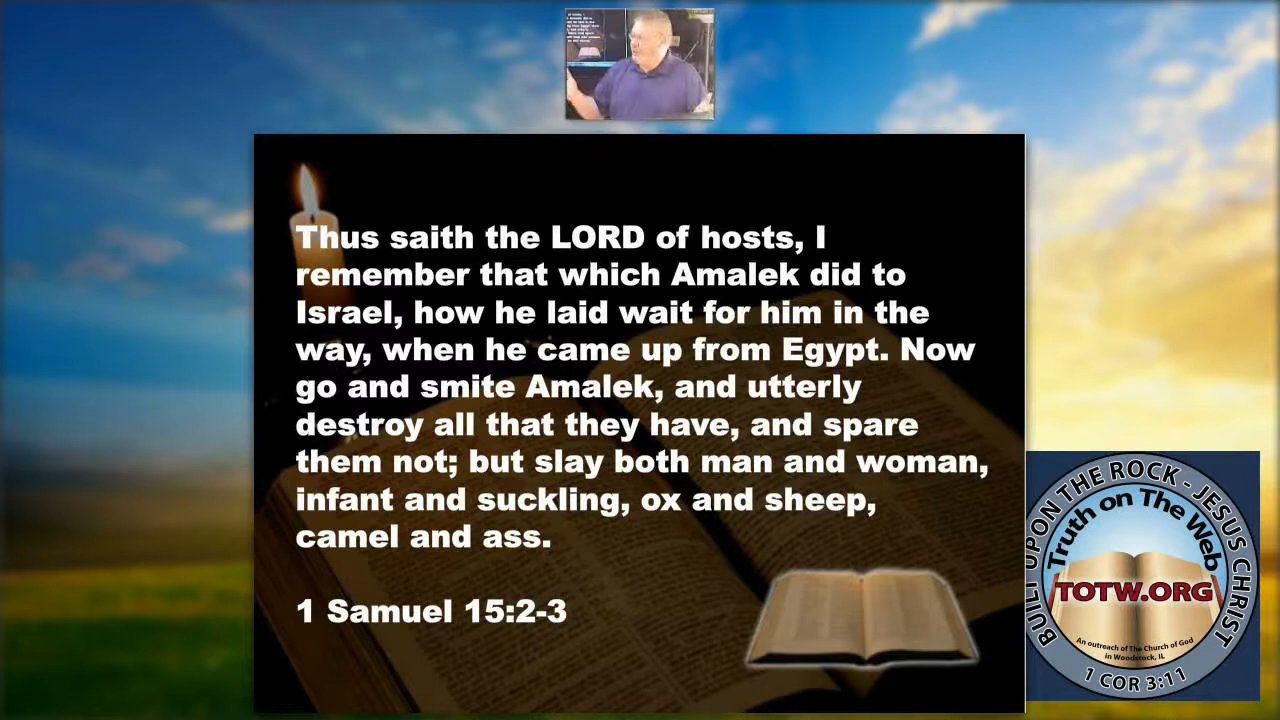 Thus saith the LORD of hosts, I
remember that which Amalek did to
Israel, how he laid wait for him in the
way, when he came up from Egypt. Now
go and smite Amalek, and utterly
destroy all that they have, and spare
them not; but slay both man and woman,
infant and suckling, ox and sheep,
camel and ass.
1 Samuel 15:2-3
BUILT UPON THE ROCK - JESUS CHRIST
Truth on The Web
TOTW.ORG
An outreach of The Church of God
in Woodstock, IL
1 COR 3:11